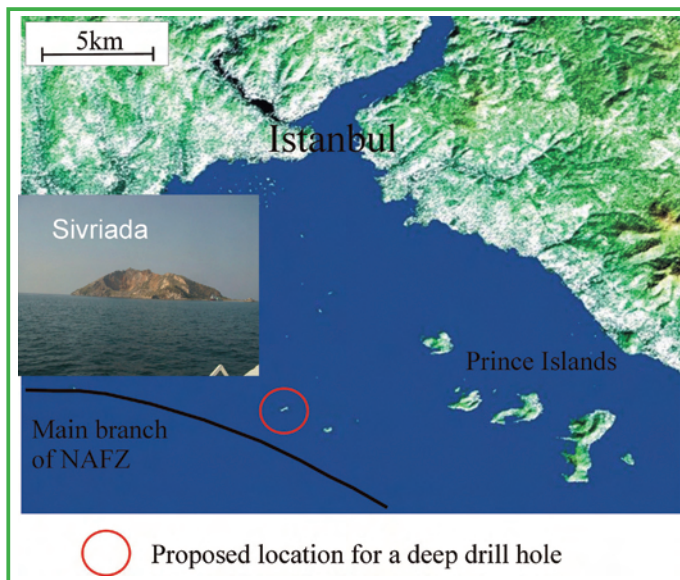 5km
Istanbul
Sivriada
Prince Islands
Main branch
of NAFZ
Proposed location for a deep drill hole